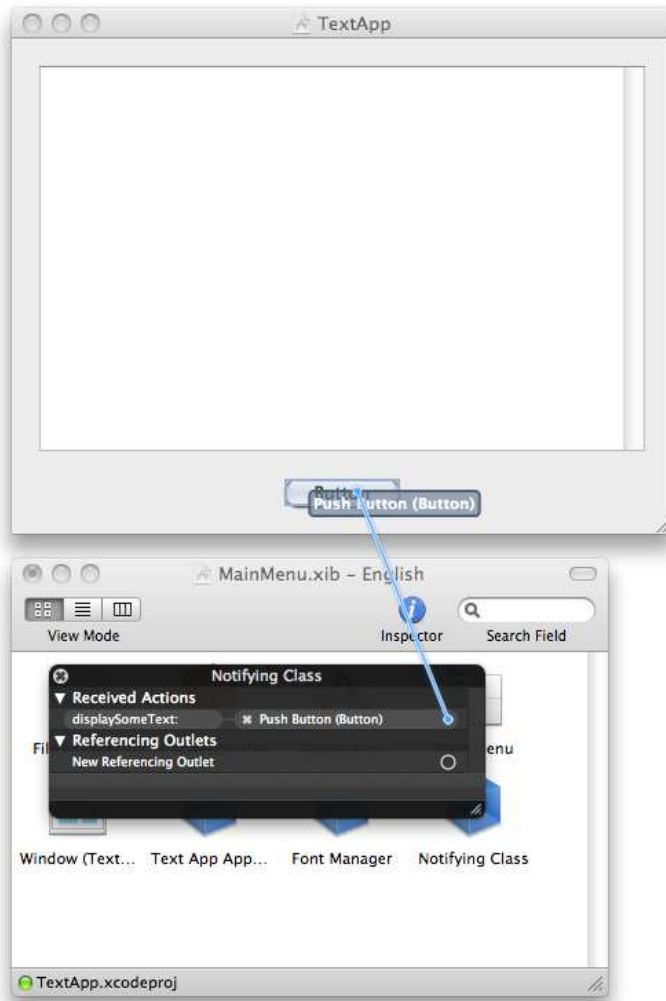 TextApp
Button
Push Button (Button)
MainMenu.xib – English
View Mode
Inspector
Search Field
Notifying Class
Received Actions
displaySomeText:
Push Button (Button)
Fil
enu
Referencing Outlets
New Referencing Outlet
Window (Text...
Text App App...
Font Manager
Notifying Class
TextApp.xcodeproj